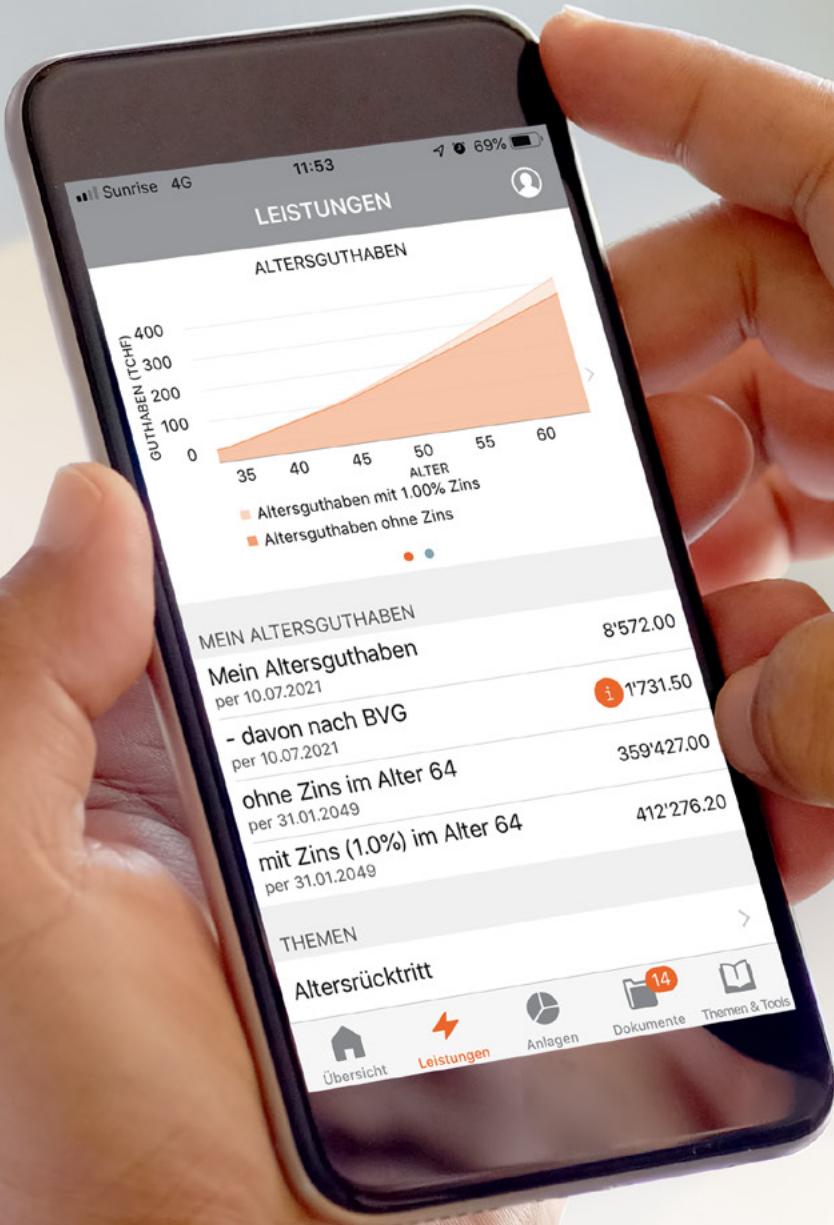 Sunrise 4G 11:53 69%
LEISTUNGEN
ALTERSGUTHABEN
GUTHABEN (TCHF)
400
300
200
100
0
35 40 45 50 55 60
ALTER
Altersguthaben mit 1.00% Zins
Altersguthaben ohne Zins
MEIN ALTERSGUTHABEN
Mein Altersguthaben 8'572.00
per 10.07.2021
- davon nach BVG i 1'731.50
per 10.07.2021
ohne Zins im Alter 64 359'427.00
per 31.01.2049
mit Zins (1.0%) im Alter 64 412'276.20
per 31.01.2049
THEMEN
Altersrücktritt
14
Übersicht Leistungen Anlagen Dokumente Themen & Tools